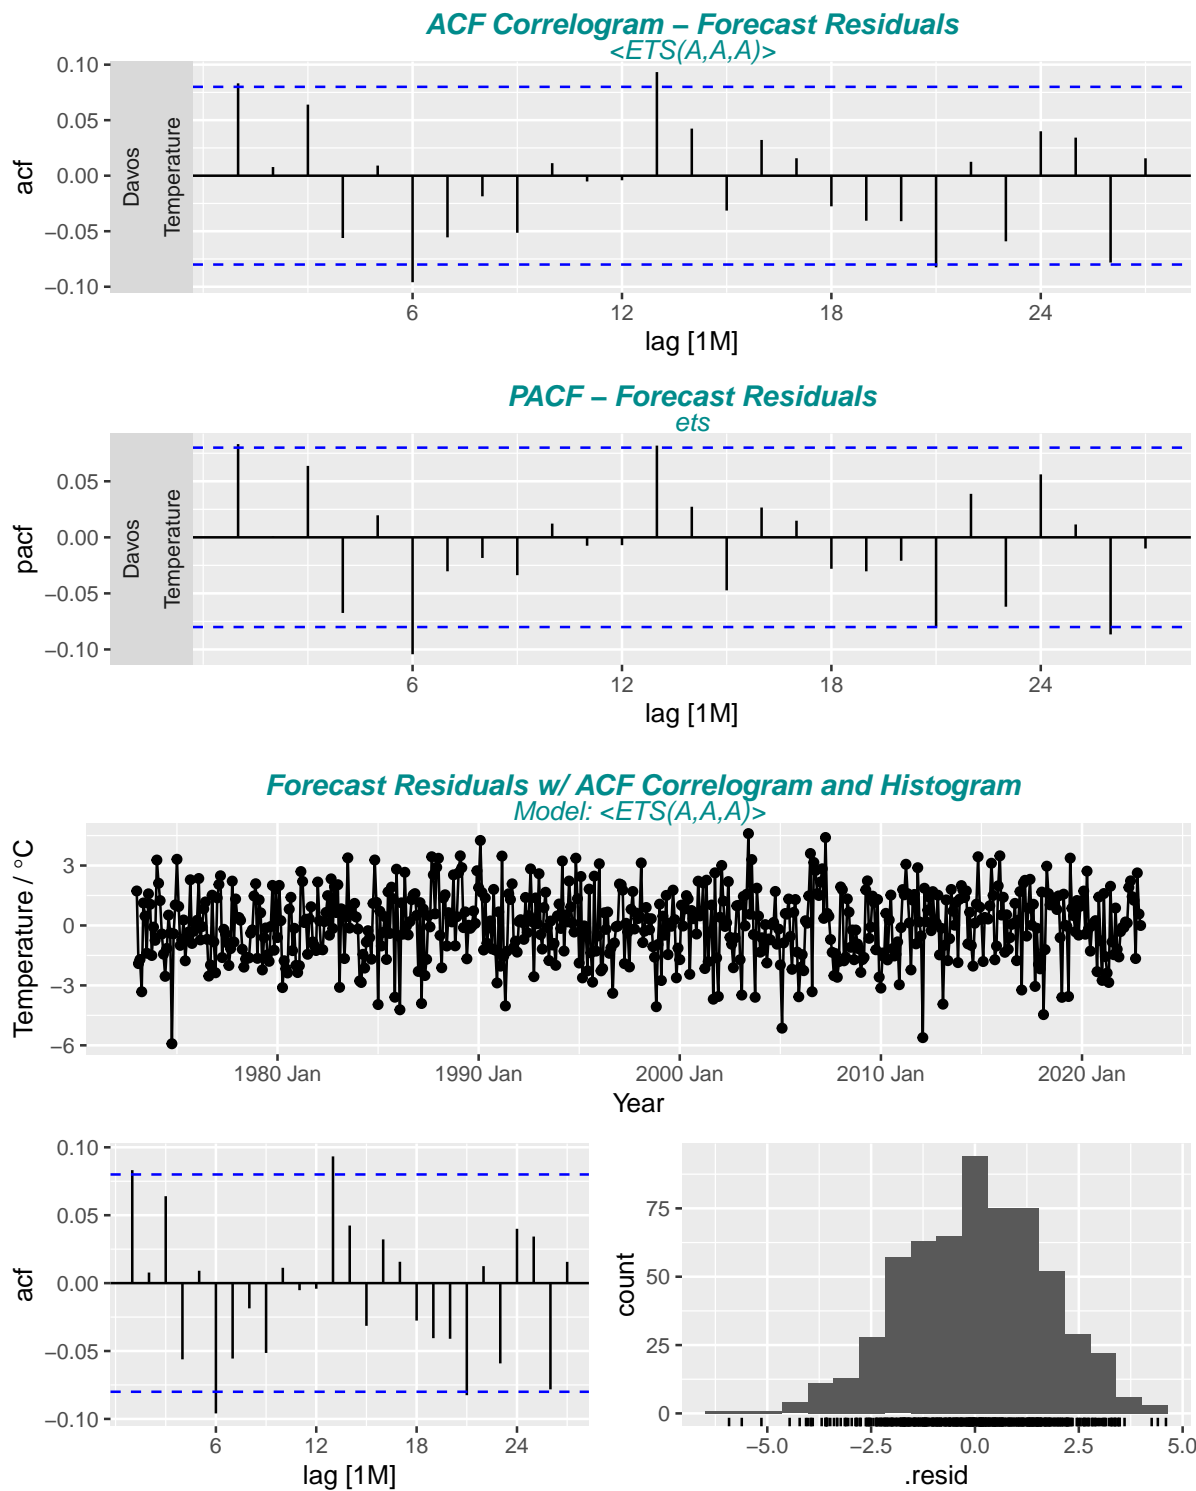 ACF Correlogram – Forecast Residuals
<ETS(A,A,A)>
acf
0.10
0.05
0.00
−0.05
−0.10
Davos
Temperature
6
12
18
24
lag [1M]
PACF – Forecast Residuals
ets
pacf
0.05
0.00
−0.05
−0.10
Davos
Temperature
6
12
18
24
lag [1M]
Forecast Residuals w/ ACF Correlogram and Histogram
Model: <ETS(A,A,A)>
Temperature / °C
3
0
−3
−6
1980 Jan
1990 Jan
2000 Jan
2010 Jan
2020 Jan
Year
acf
0.10
0.05
0.00
−0.05
−0.10
6
12
18
24
lag [1M]
count
75
50
25
0
−5.0
−2.5
0.0
2.5
5.0
.resid